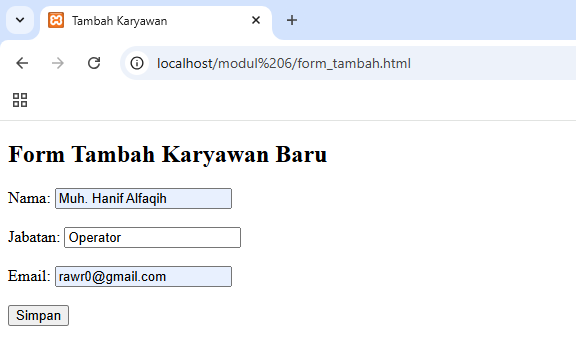 Tambah Karyawan
localhost/modul%206/form_tambah.html
Form Tambah Karyawan Baru
Nama: Muh. Hanif Alfaqih
Jabatan: Operator
Email: rawr0@gmail.com
Simpan